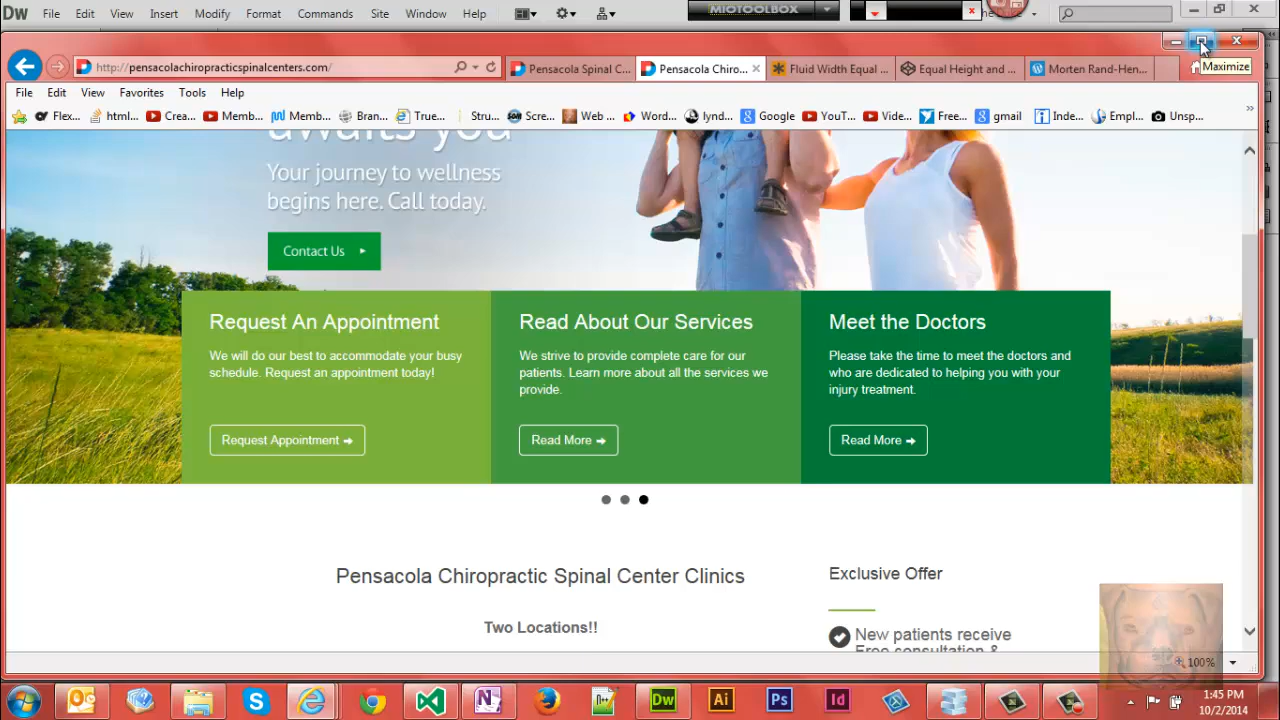 Dw File Edit View Insert Modify Format Commands Site Window Help
MIOTOOLBOX
http://pensacolachiropracticspinalcenters.com/
Pensacola Spinal C...
Pensacola Chiro...
Fluid Width Equal ...
Equal Height and ...
Morten Rand-Hen...
Maximize
File Edit View Favorites Tools Help
Flex... html... Crea... Memb... Memb... Bran... True... Stru... Scre... Web ... Word... lynd... Google YouT... Vide... Free... gmail Inde... Empl... Unsp...
awaits you
Your journey to wellness
begins here. Call today.
Contact Us
Request An Appointment
We will do our best to accommodate your busy
schedule. Request an appointment today!
Request Appointment
Read About Our Services
We strive to provide complete care for our
patients. Learn more about all the services we
provide.
Read More
Meet the Doctors
Please take the time to meet the doctors and
who are dedicated to helping you with your
injury treatment.
Read More
Pensacola Chiropractic Spinal Center Clinics
Two Locations!!
Exclusive Offer
New patients receive
Free consultation &
100%
Dw Ai Ps Id
1:45 PM
10/2/2014